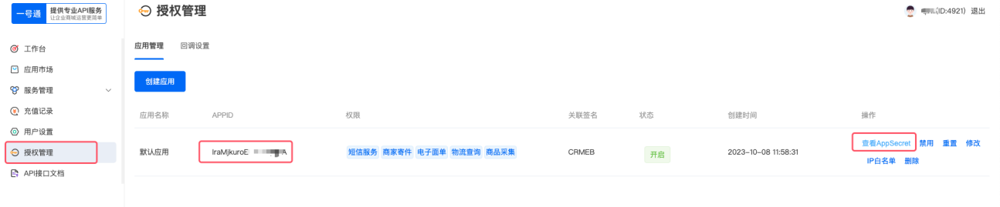 一号通 提供专业API服务
让企业商城运营更简单
授权管理
(ID:4921) 退出
工作台
应用市场
服务管理
充值记录
用户设置
授权管理
API接口文档
应用管理 回调设置
创建应用
应用名称 APPID 权限 关联签名 状态 创建时间 操作
默认应用 IraMjkuroE A 短信服务 商家寄件 电子面单 物流查询 商品采集 CRMEB 开启 2023-10-08 11:58:31 查看AppSecret 禁用 重置 修改
IP白名单 删除